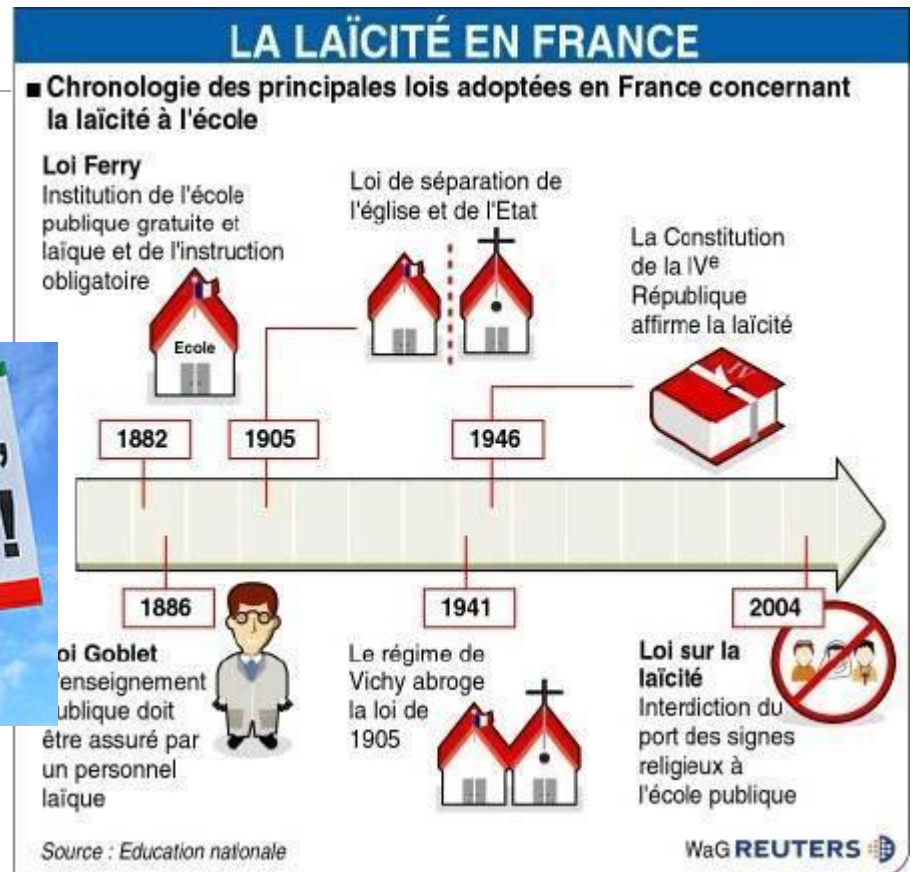 LA LAÏCITÉ EN FRANCE
■ Chronologie des principales lois adoptées en France concernant
la laïcité à l'école
Loi Ferry
Institution de l'école
publique gratuite et
laïque et de l'instruction
obligatoire
Ecole
Loi de séparation de
l'église et de l'Etat
La Constitution
de la IVe
République
affirme la laïcité
IV
1882
1905
1946
1886
1941
2004
oi Goblet
'enseignement
ublique doit
être assuré par
un personnel
laïque
Le régime de
Vichy abroge
la loi de
1905
Loi sur la
laïcité
Interdiction du
port des signes
religieux à
l'école publique
Source : Education nationale
WaG REUTERS